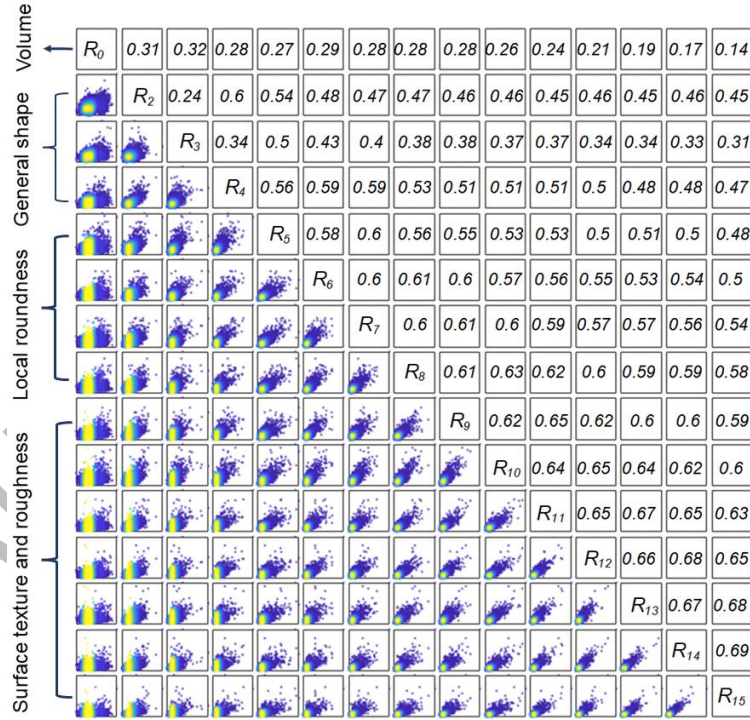 Volume
R0 0.31 0.32 0.28 0.27 0.29 0.28 0.28 0.28 0.26 0.24 0.21 0.19 0.17 0.14
General shape
R2 0.24 0.6 0.54 0.48 0.47 0.47 0.46 0.46 0.45 0.46 0.45 0.46 0.45
R3 0.34 0.5 0.43 0.4 0.38 0.38 0.37 0.37 0.34 0.34 0.33 0.31
R4 0.56 0.59 0.59 0.53 0.51 0.51 0.51 0.5 0.48 0.48 0.47
Local roundness
R5 0.58 0.6 0.56 0.55 0.53 0.53 0.5 0.51 0.5 0.48
R6 0.6 0.61 0.6 0.57 0.56 0.55 0.53 0.54 0.5
R7 0.6 0.61 0.6 0.59 0.57 0.57 0.56 0.54
R8 0.61 0.63 0.62 0.6 0.59 0.59 0.58
Surface texture and roughness
R9 0.62 0.65 0.62 0.6 0.6 0.59
R10 0.64 0.65 0.64 0.62 0.6
R11 0.65 0.67 0.65 0.63
R12 0.66 0.68 0.65
R13 0.67 0.68
R14 0.69
R15